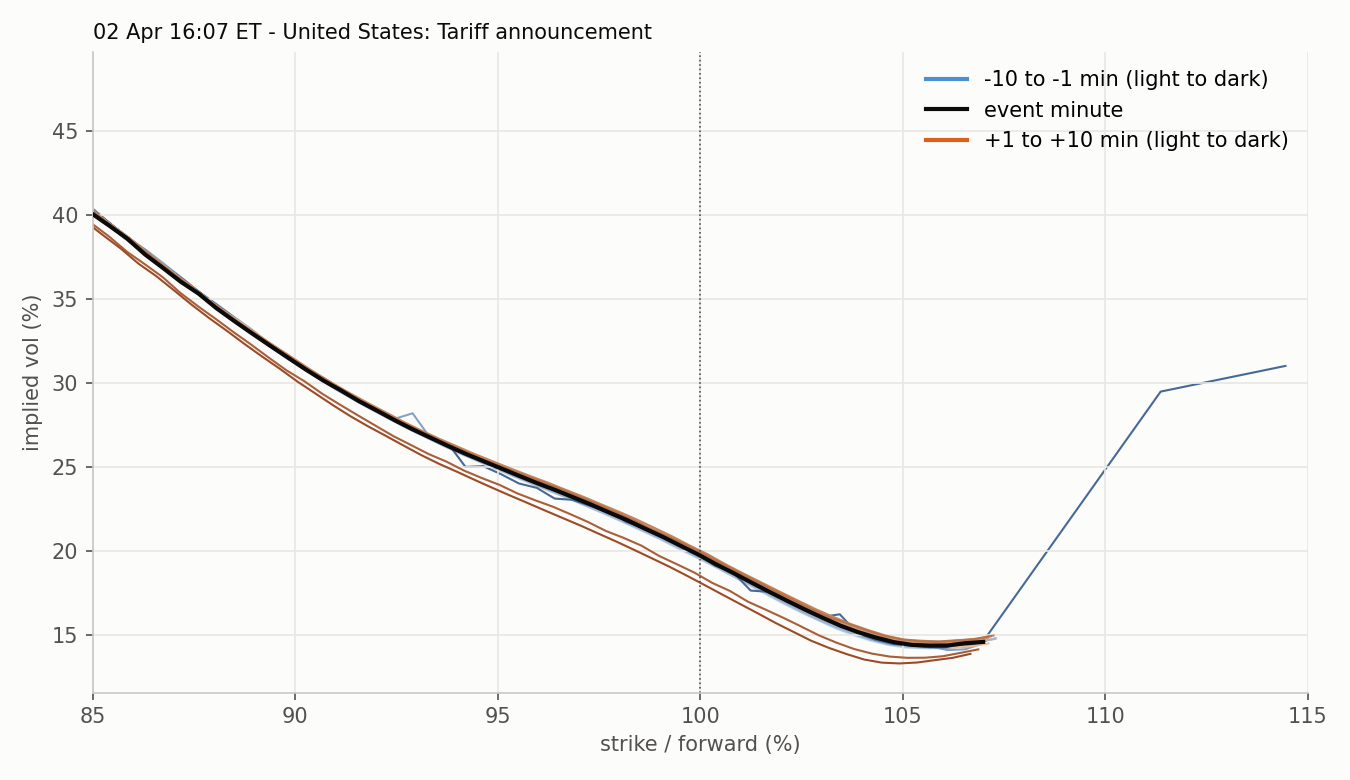 02 Apr 16:07 ET - United States: Tariff announcement
-10 to -1 min (light to dark)
event minute
+1 to +10 min (light to dark)
45
40
35
30
25
20
15
implied vol (%)
85 90 95 100 105 110 115
strike / forward (%)